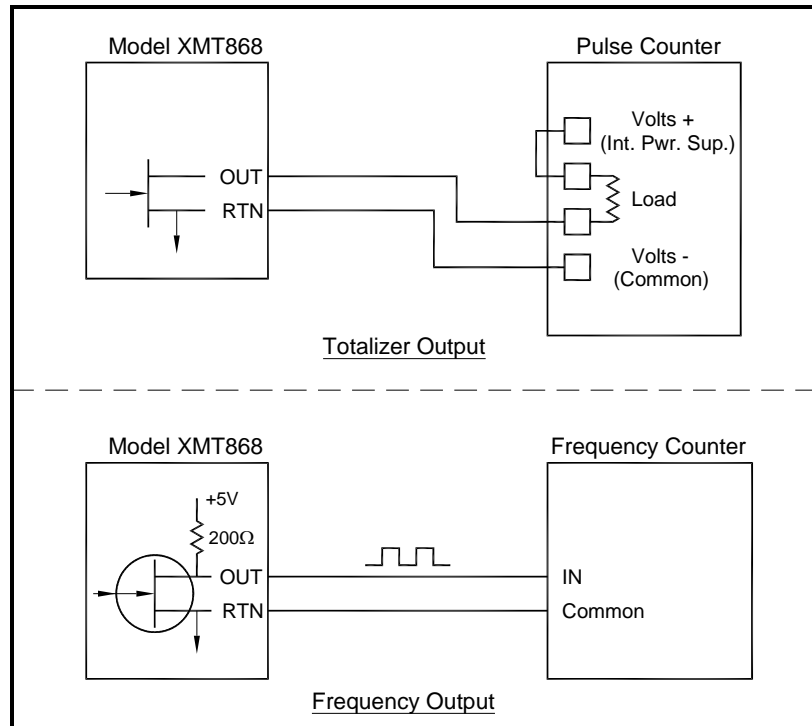 Model XMT868
Pulse Counter
Volts +
(Int. Pwr. Sup.)
OUT
Load
RTN
Volts -
(Common)
Totalizer Output
Model XMT868
Frequency Counter
+5V
200Ω
OUT
IN
RTN
Common
Frequency Output